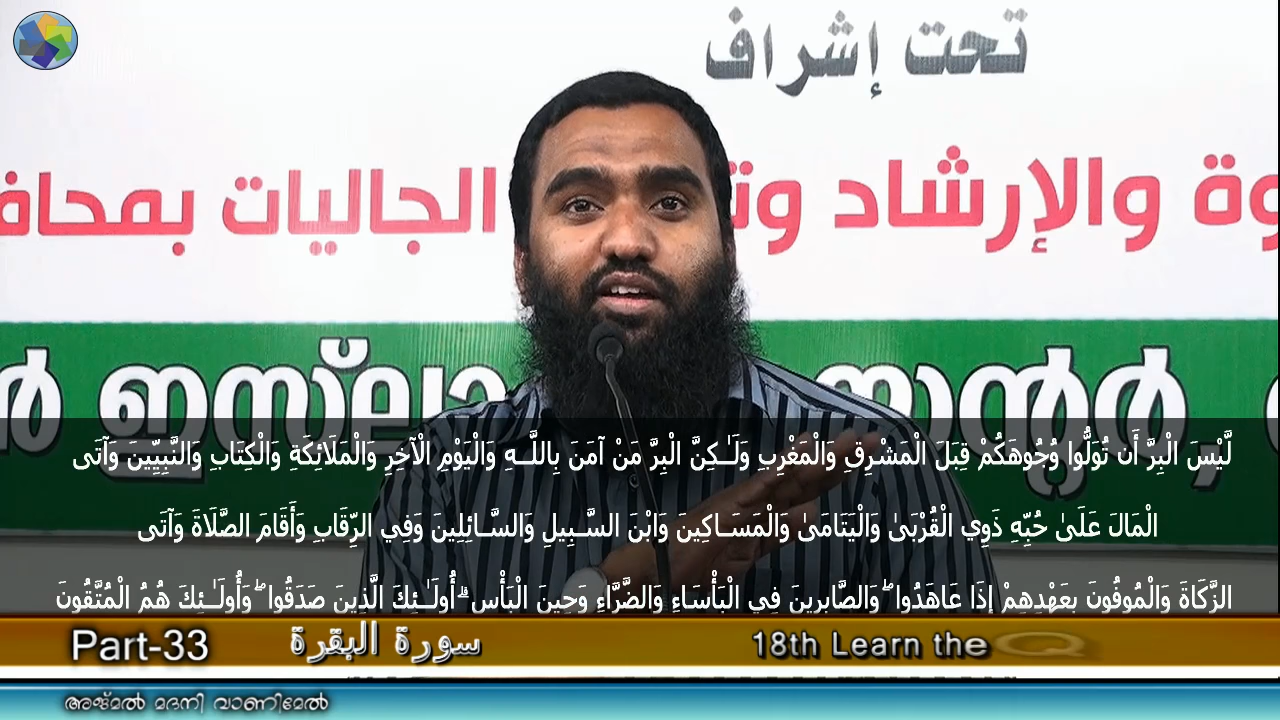 تحت إشراف
وة والإرشاد وت الجاليات بمحاف
ർ ഇസ്‌ലാ
لَّيْسَ الْبِرَّ أَن تُوَلُّوا وُجُوهَكُمْ قِبَلَ الْمَشْرِقِ وَالْمَغْرِبِ وَلَـٰكِنَّ الْبِرَّ مَنْ آمَنَ بِاللَّـهِ وَالْيَوْمِ الْآخِرِ وَالْمَلَائِكَةِ وَالْكِتَابِ وَالنَّبِيِّينَ وَآتَى
الْمَالَ عَلَىٰ حُبِّهِ ذَوِي الْقُرْبَىٰ وَالْيَتَامَىٰ وَالْمَسَاكِينَ وَابْنَ السَّبِيلِ وَالسَّائِلِينَ وَفِي الرِّقَابِ وَأَقَامَ الصَّلَاةَ وَآتَى
الزَّكَاةَ وَالْمُوفُونَ بِعَهْدِهِمْ إِذَا عَاهَدُوا ۖ وَالصَّابِرِينَ فِي الْبَأْسَاءِ وَالضَّرَّاءِ وَحِينَ الْبَأْسِ ۗ أُولَـٰئِكَ الَّذِينَ صَدَقُوا ۖ وَأُولَـٰئِكَ هُمُ الْمُتَّقُونَ
Part-33 سورة البقرة 18th Learn the Q
അജ്മൽ മദനി വാണിമേൽ